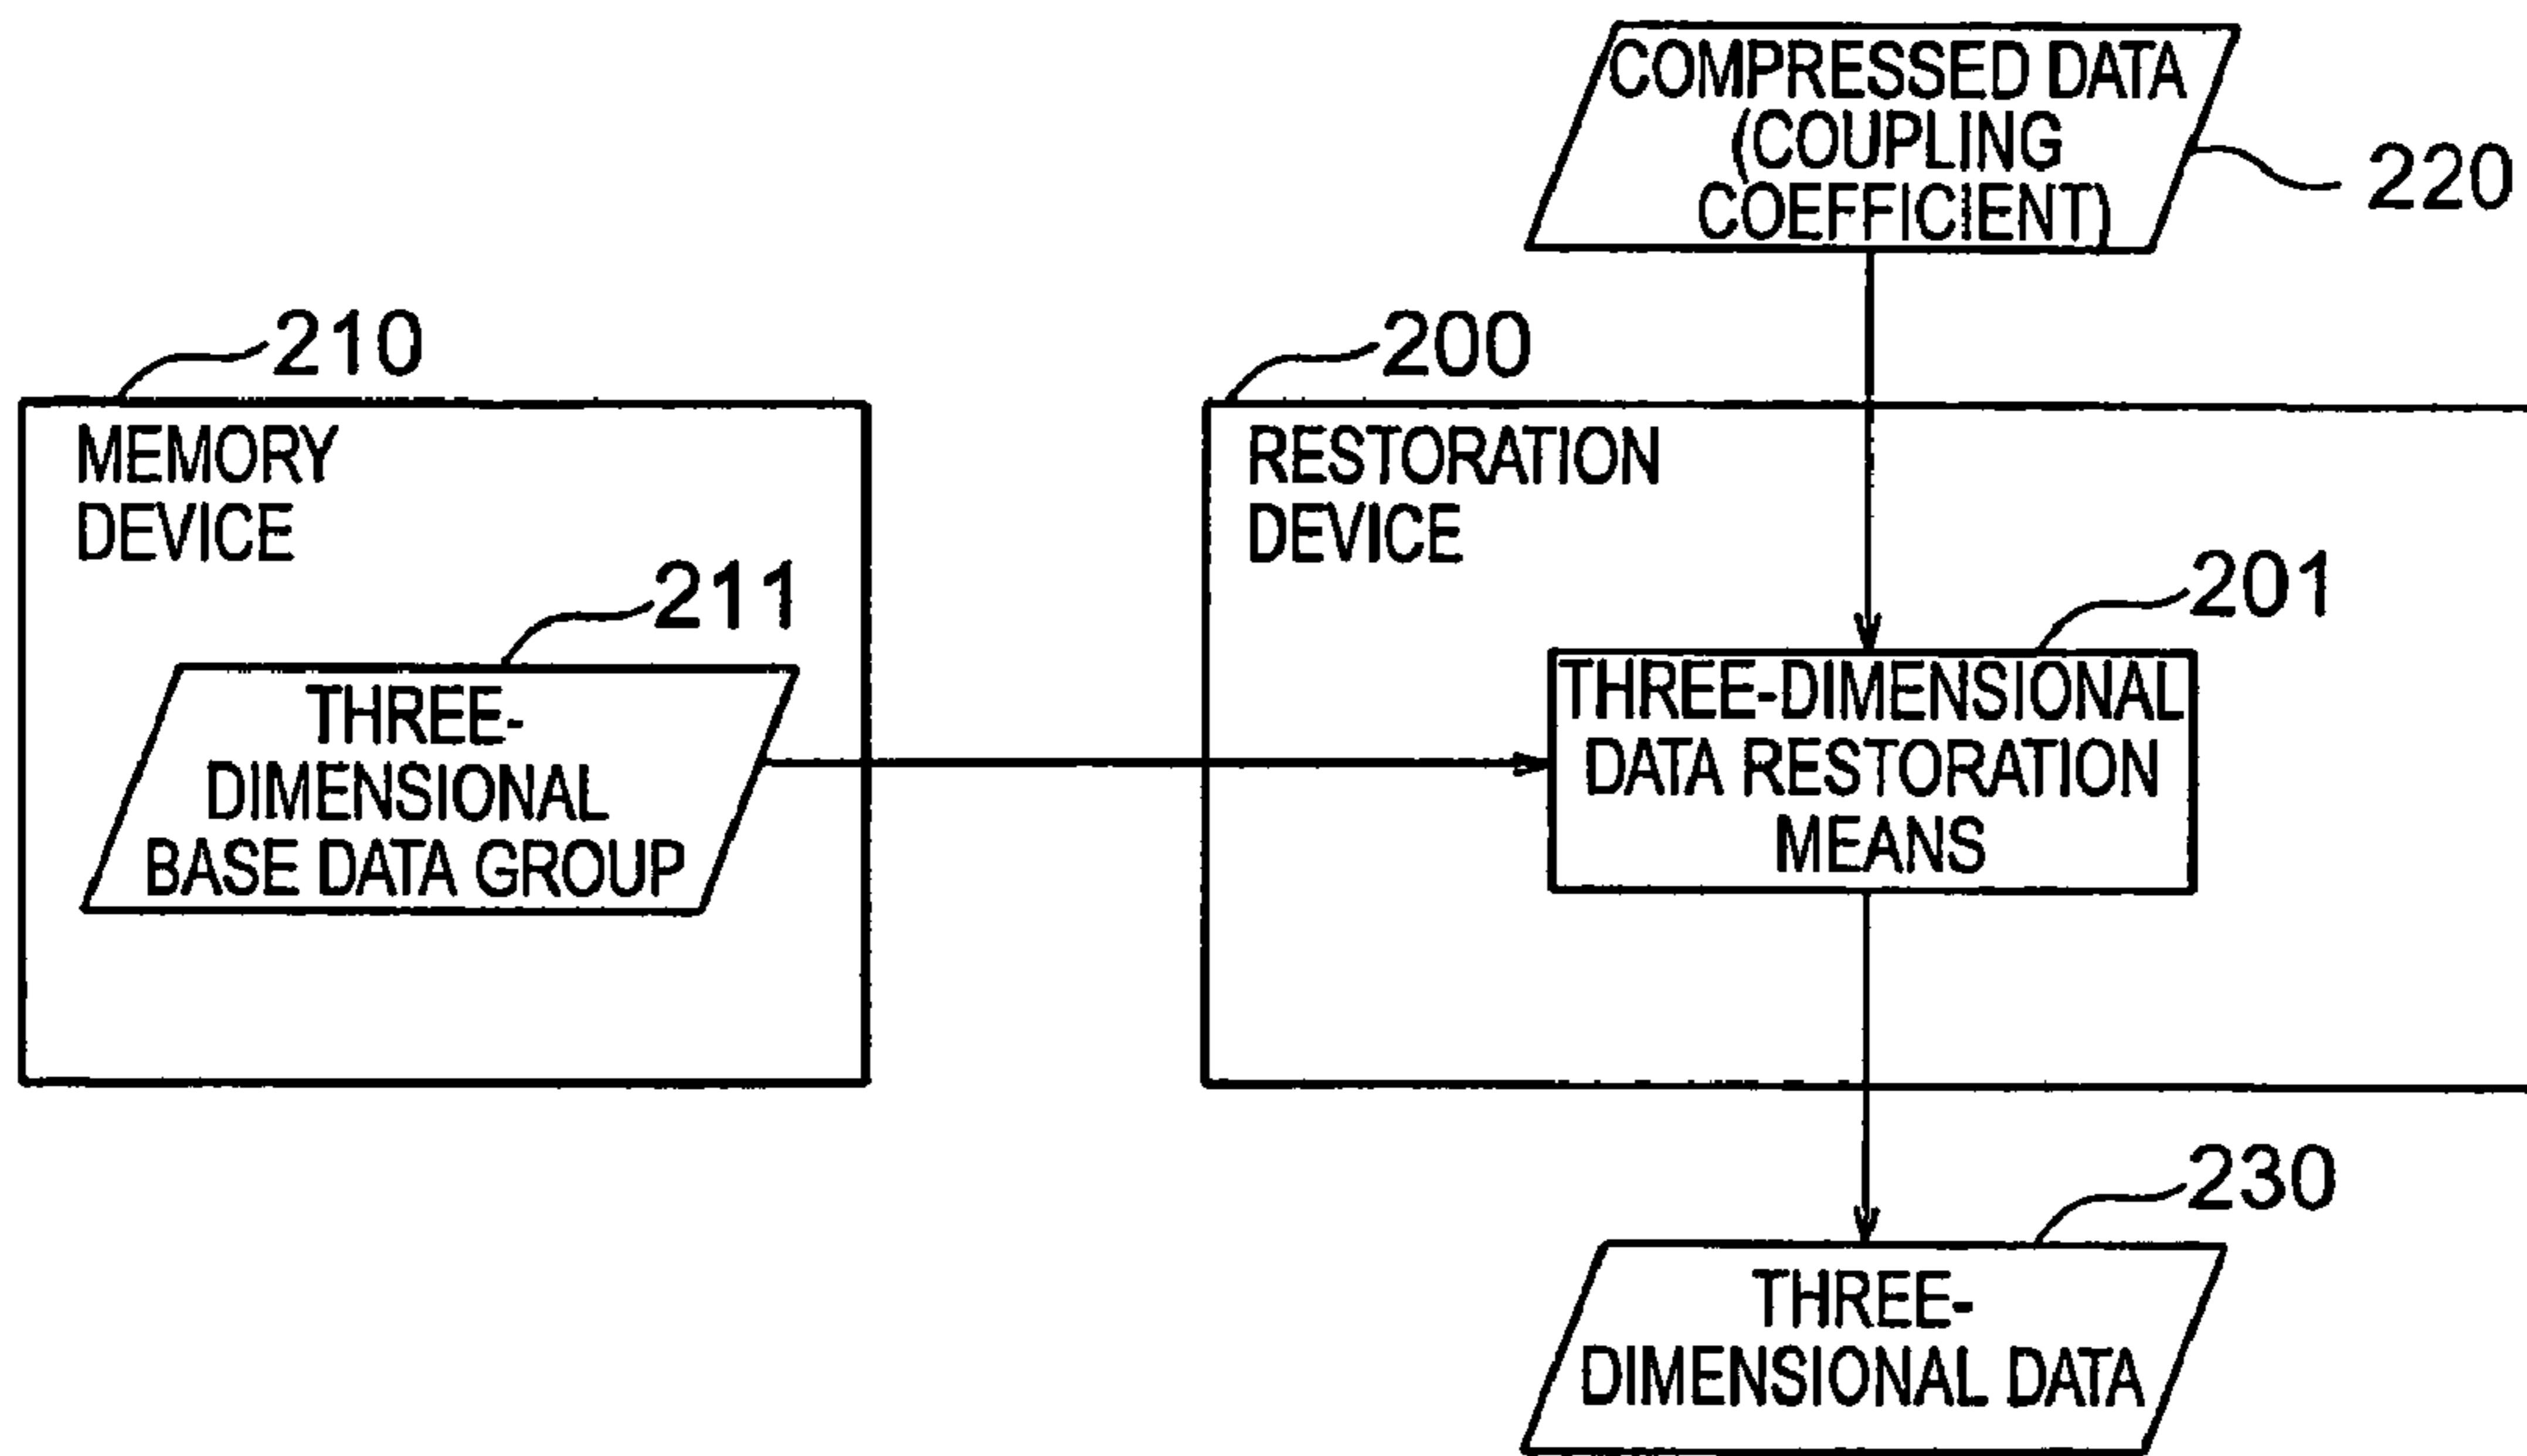 COMPRESSED DATA
(COUPLING
COEFFICIENT)
220
210
200
MEMORY
DEVICE
RESTORATION
DEVICE
211
201
THREE-
DIMENSIONAL
BASE DATA GROUP
THREE-DIMENSIONAL
DATA RESTORATION
MEANS
230
THREE-
DIMENSIONAL DATA